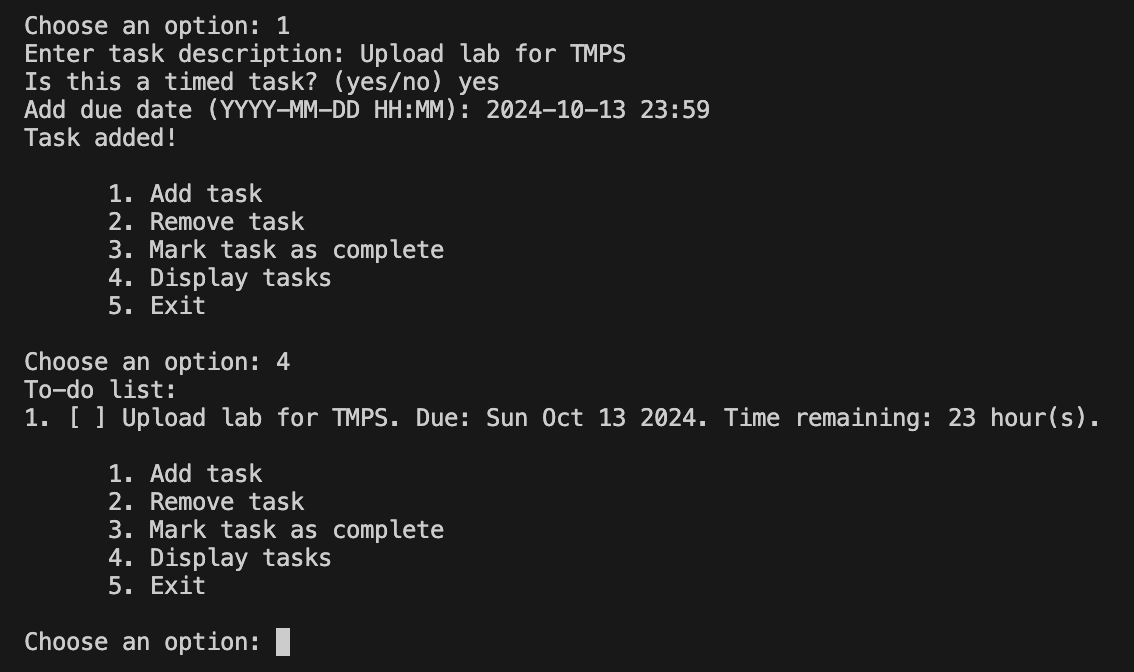 Choose an option: 1
Enter task description: Upload lab for TMPS
Is this a timed task? (yes/no) yes
Add due date (YYYY-MM-DD HH:MM): 2024-10-13 23:59
Task added!
1. Add task
2. Remove task
3. Mark task as complete
4. Display tasks
5. Exit
Choose an option: 4
To-do list:
1. [ ] Upload lab for TMPS. Due: Sun Oct 13 2024. Time remaining: 23 hour(s).
1. Add task
2. Remove task
3. Mark task as complete
4. Display tasks
5. Exit
Choose an option: